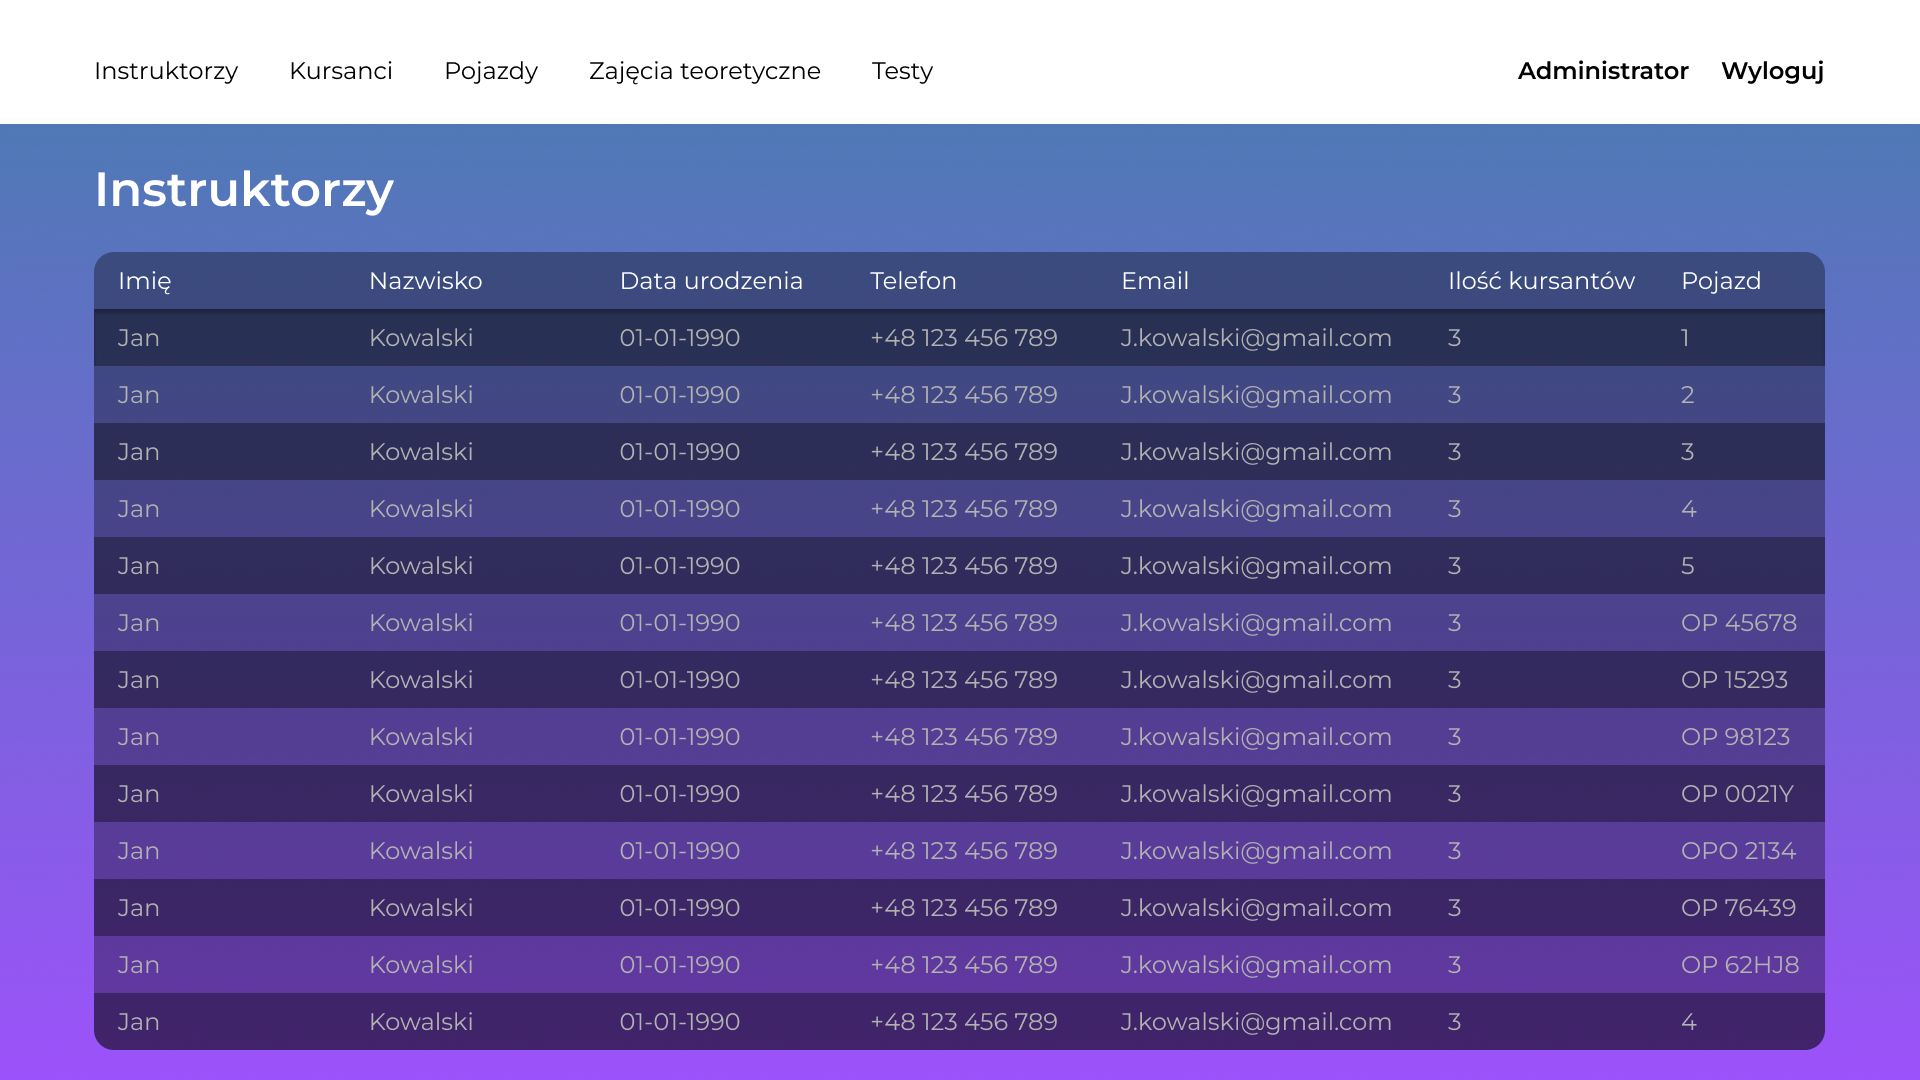 Instruktorzy Kursanci Pojazdy Zajęcia teoretyczne Testy Administrator Wyloguj
Instruktorzy
Imię Nazwisko Data urodzenia Telefon Email Ilość kursantów Pojazd
Jan Kowalski 01-01-1990 +48 123 456 789 J.kowalski@gmail.com 3 1
Jan Kowalski 01-01-1990 +48 123 456 789 J.kowalski@gmail.com 3 2
Jan Kowalski 01-01-1990 +48 123 456 789 J.kowalski@gmail.com 3 3
Jan Kowalski 01-01-1990 +48 123 456 789 J.kowalski@gmail.com 3 4
Jan Kowalski 01-01-1990 +48 123 456 789 J.kowalski@gmail.com 3 5
Jan Kowalski 01-01-1990 +48 123 456 789 J.kowalski@gmail.com 3 OP 45678
Jan Kowalski 01-01-1990 +48 123 456 789 J.kowalski@gmail.com 3 OP 15293
Jan Kowalski 01-01-1990 +48 123 456 789 J.kowalski@gmail.com 3 OP 98123
Jan Kowalski 01-01-1990 +48 123 456 789 J.kowalski@gmail.com 3 OP 0021Y
Jan Kowalski 01-01-1990 +48 123 456 789 J.kowalski@gmail.com 3 OPO 2134
Jan Kowalski 01-01-1990 +48 123 456 789 J.kowalski@gmail.com 3 OP 76439
Jan Kowalski 01-01-1990 +48 123 456 789 J.kowalski@gmail.com 3 OP 62HJ8
Jan Kowalski 01-01-1990 +48 123 456 789 J.kowalski@gmail.com 3 4